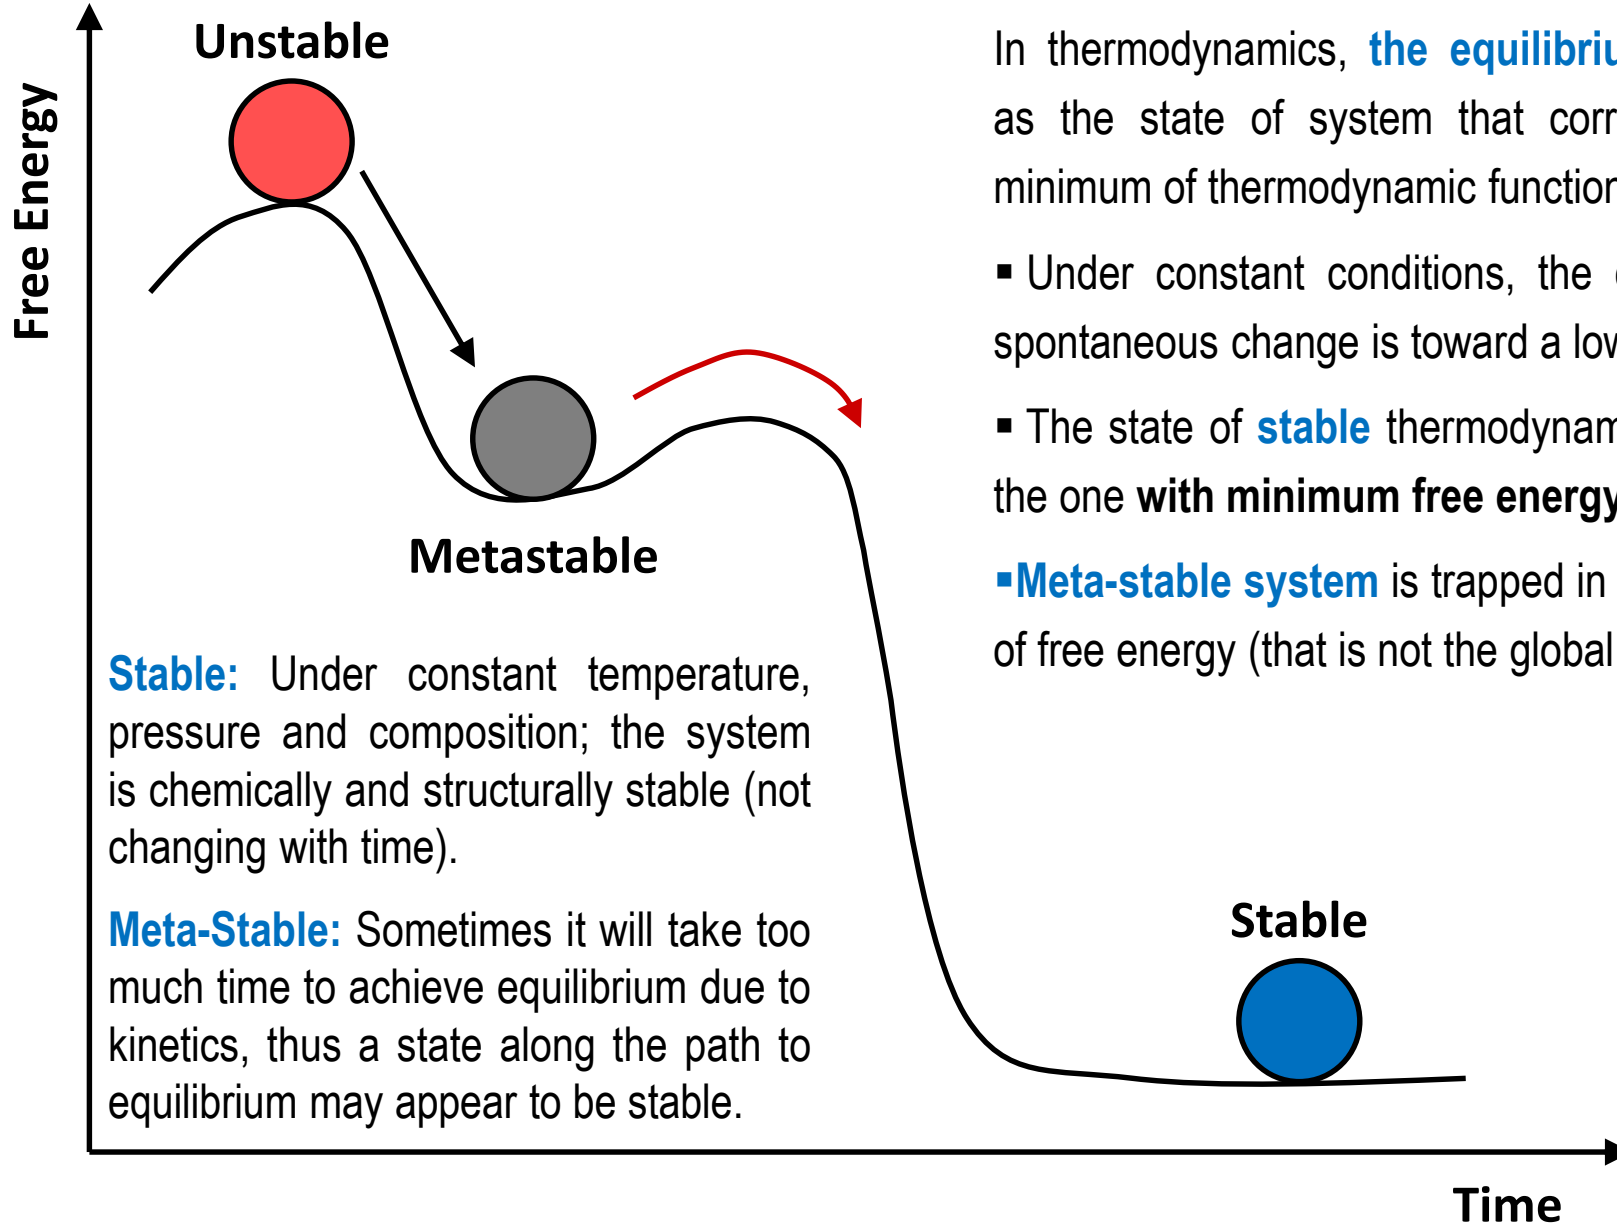 Unstable
Free Energy
Metastable
Stable: Under constant temperature,
pressure and composition; the system
is chemically and structurally stable (not
changing with time).
Meta-Stable: Sometimes it will take too
much time to achieve equilibrium due to
kinetics, thus a state along the path to
equilibrium may appear to be stable.
In thermodynamics, the
as the state of system that
minimum of thermodynamic
▪ Under constant conditions, the
spontaneous change is toward a
▪ The state of stable
the one with minimum free energy
▪Meta-stable system is trapped in
of free energy (that is not the global
Stable
Time